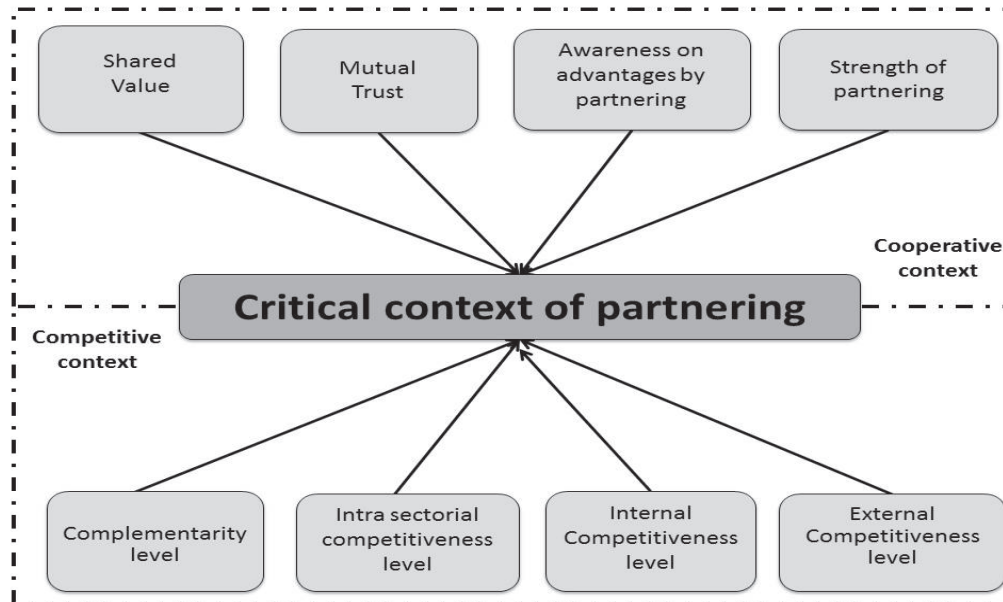 Shared
Value
Mutual
Trust
Awareness on
advantages by
partnering
Strength of
partnering
Cooperative
context
Critical context of partnering
Competitive
context
Complementarity
level
Intra sectorial
competitiveness
level
Internal
Competitiveness
level
External
Competitiveness
level